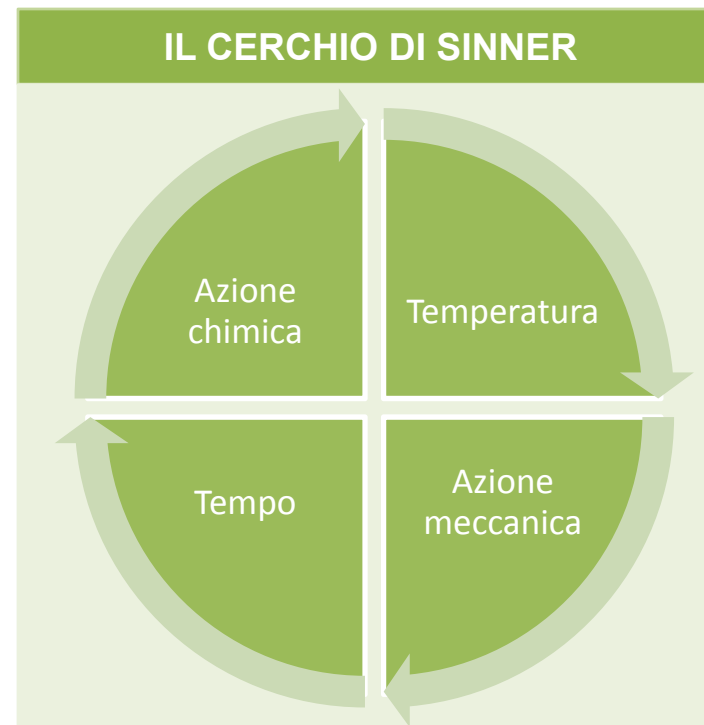 IL CERCHIO DI SINNER
Azione
chimica
Temperatura
Tempo
Azione
meccanica